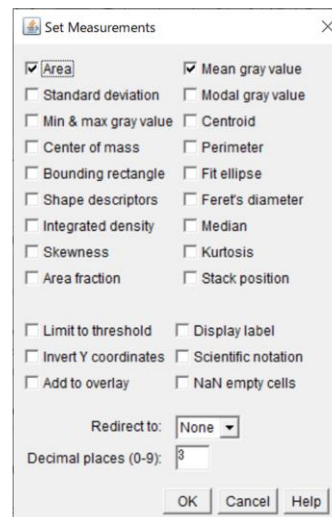 Set Measurements
Area Mean gray value
Standard deviation Modal gray value
Min & max gray value Centroid
Center of mass Perimeter
Bounding rectangle Fit ellipse
Shape descriptors Feret's diameter
Integrated density Median
Skewness Kurtosis
Area fraction Stack position
Limit to threshold Display label
Invert Y coordinates Scientific notation
Add to overlay NaN empty cells
Redirect to: None
Decimal places (0-9): 3
OK Cancel Help